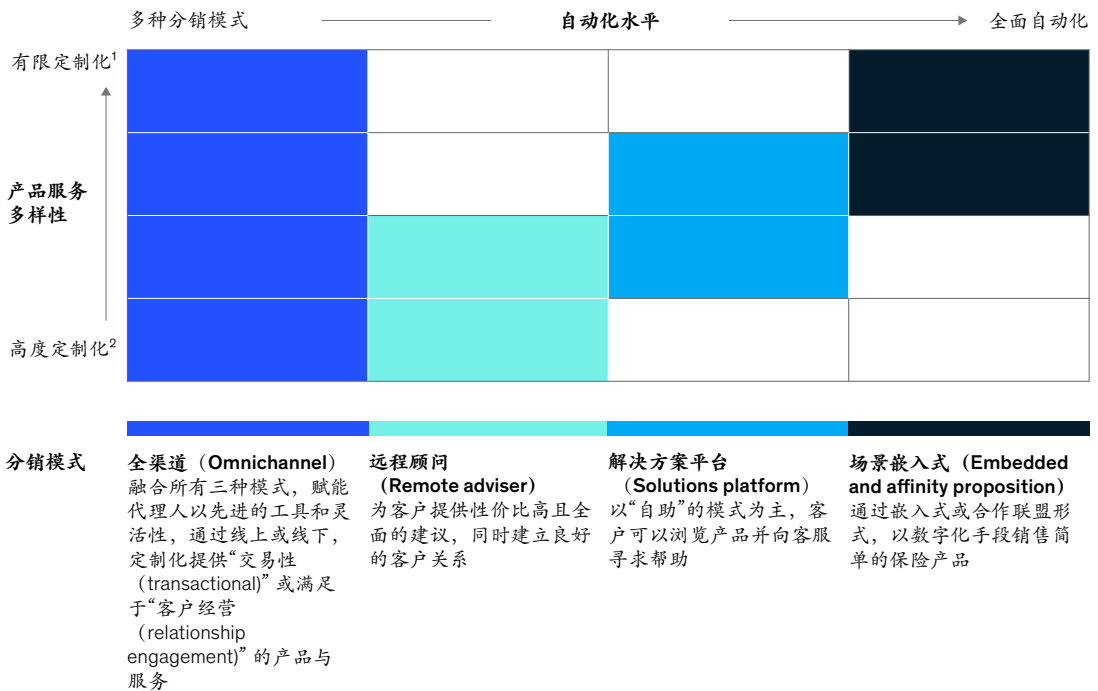 多种分销模式
自动化水平
全面自动化
有限定制化1
产品服务
多样性
高度定制化2
分销模式
全渠道（Omnichannel）
融合所有三种模式，赋能
代理人以先进的工具和灵
活性，通过线上或线下，
定制化提供“交易性
（transactional)” 或满足
于“客户经营
（relationship
engagement)” 的产品与
服务
远程顾问
（Remote adviser）
为客户提供性价比高且全
面的建议，同时建立良好
的客户关系
解决方案平台
（Solutions platform）
以“自助”的模式为主，客
户可以浏览产品并向客服
寻求帮助
场景嵌入式（Embedded
and affinity proposition）
通过嵌入式或合作联盟形
式，以数字化手段销售简
单的保险产品